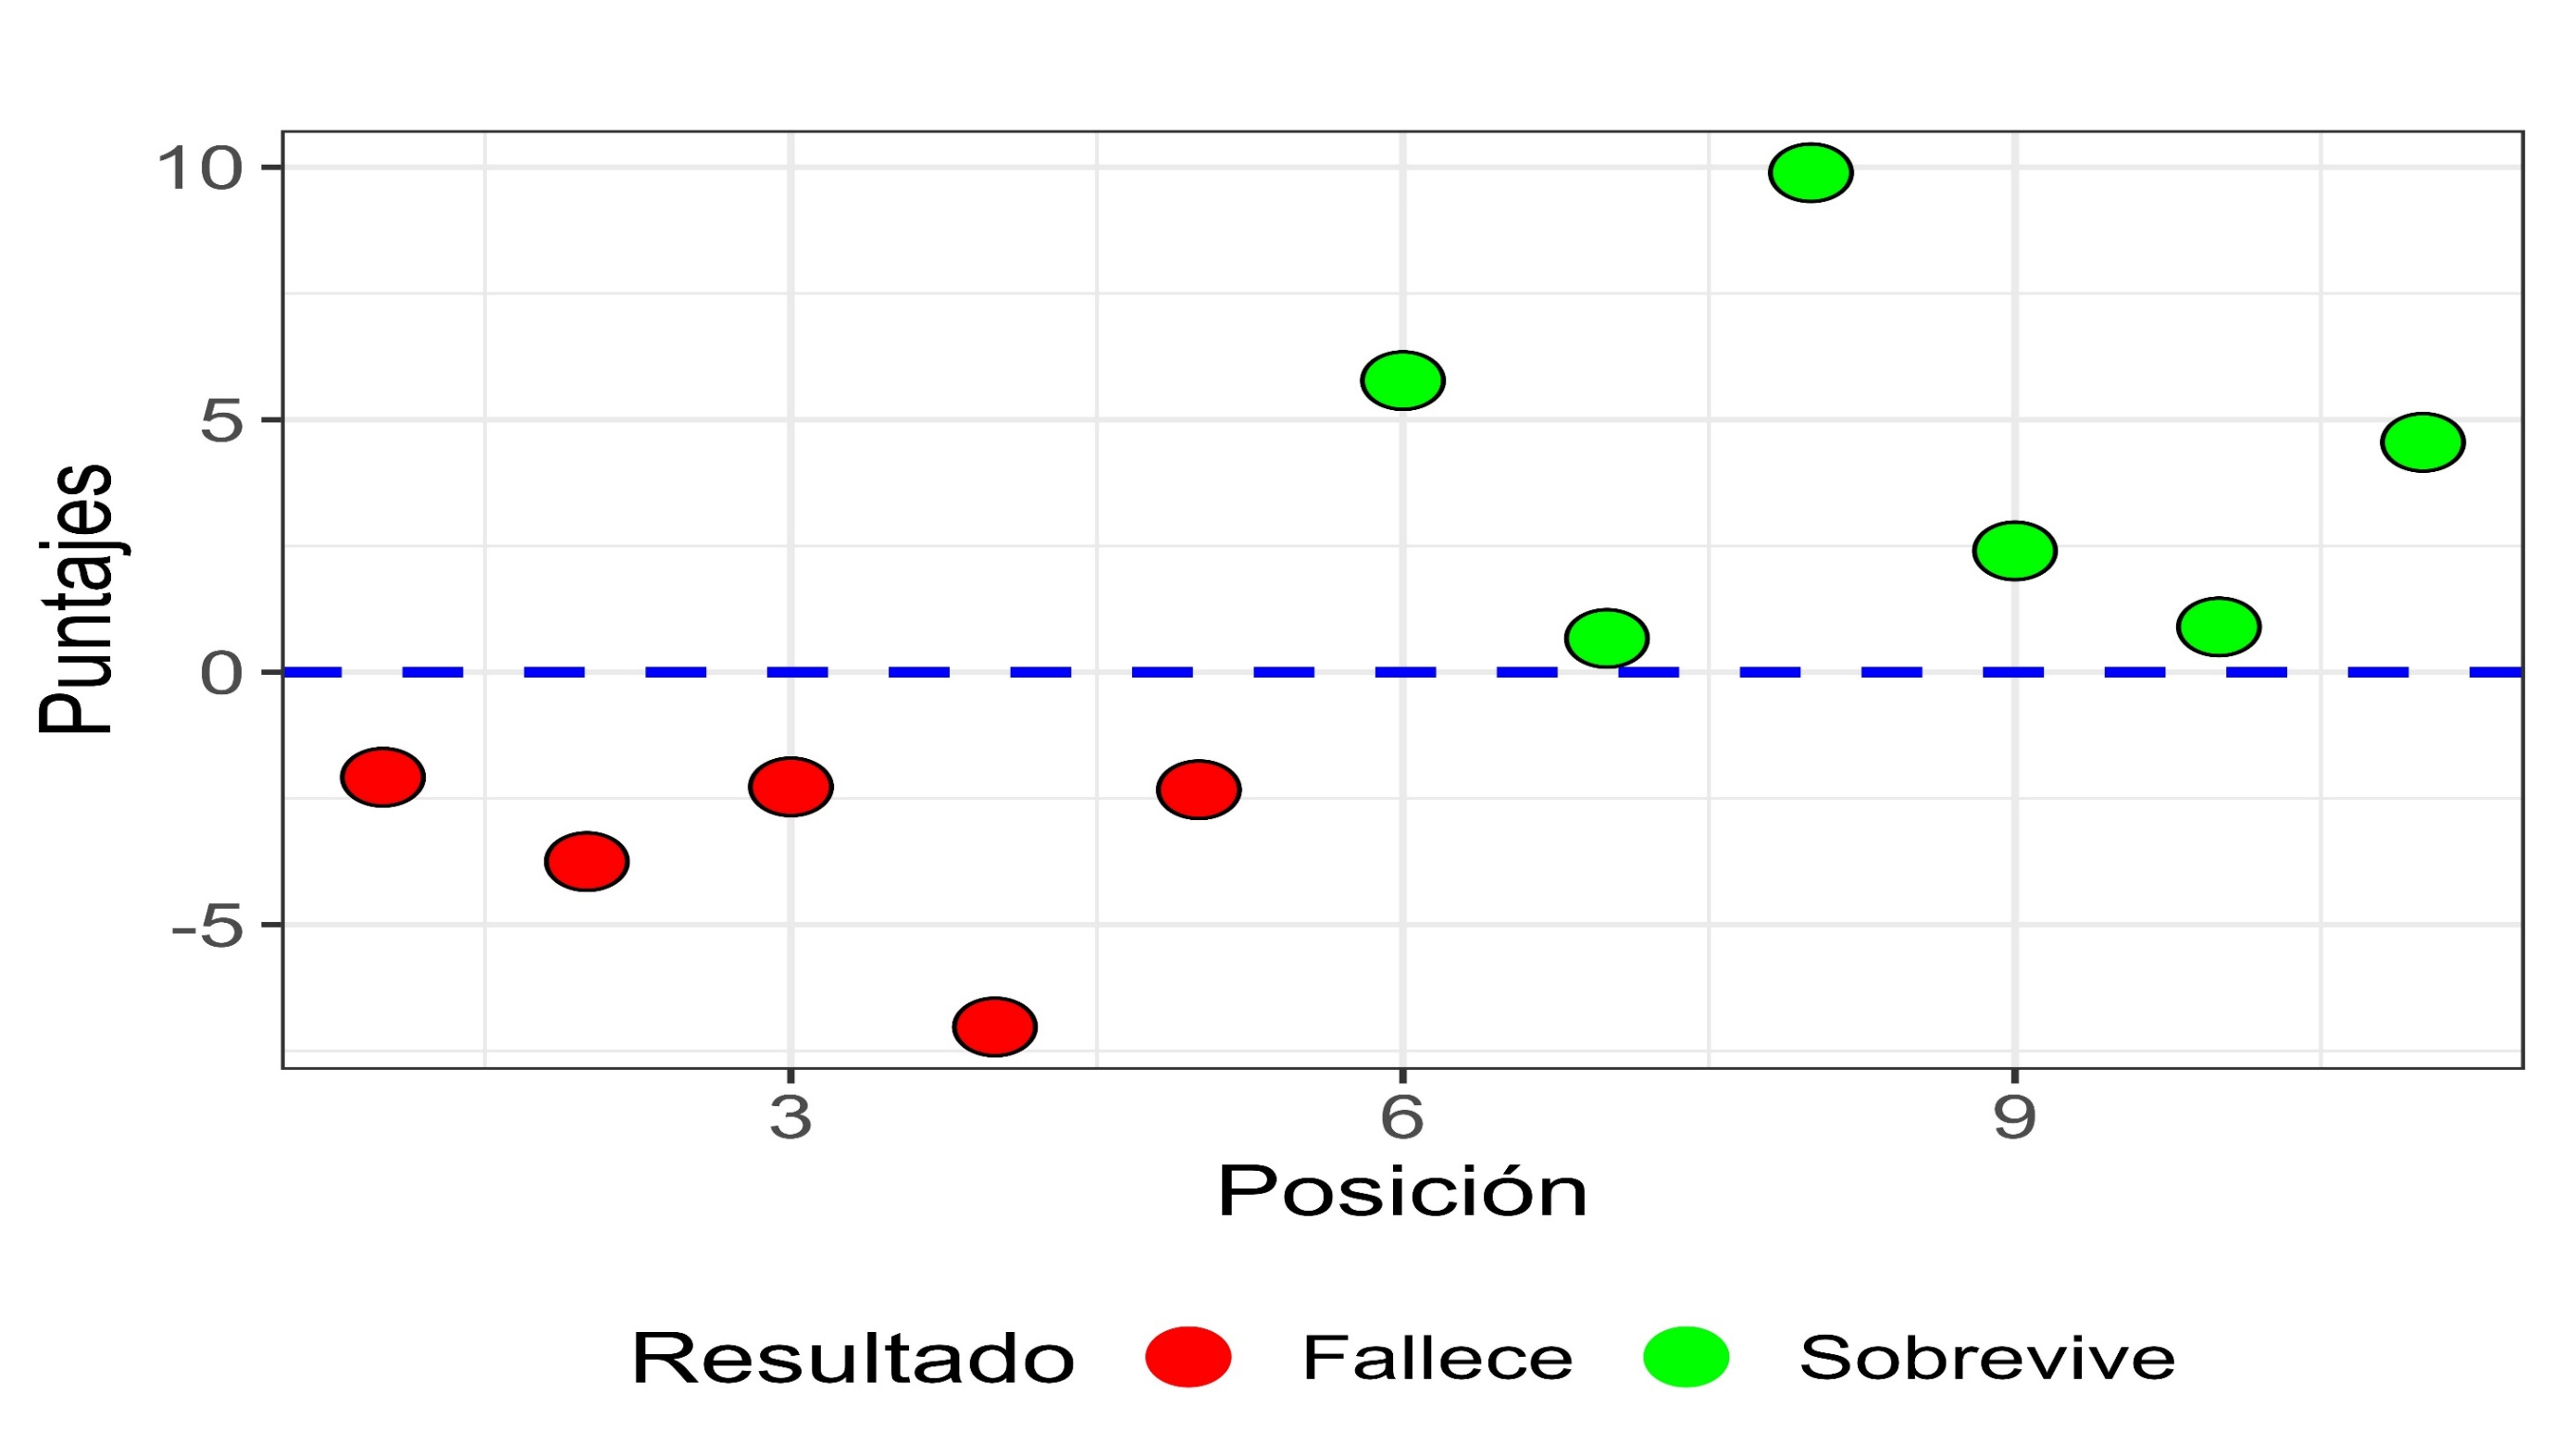 Puntajes
10
5
0
-5
3 6 9
Posición
Resultado Fallece Sobrevive